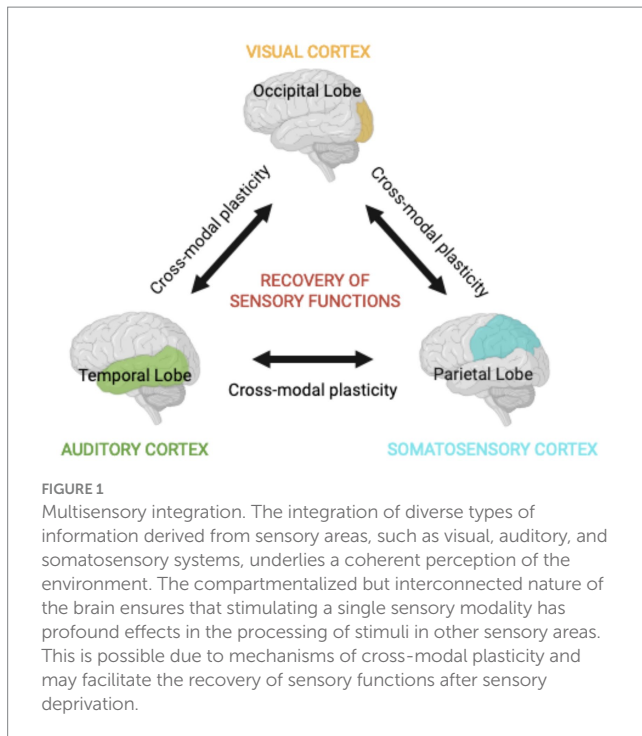 VISUAL CORTEX
Occipital Lobe
Cross-modal plasticity
Cross-modal plasticity
RECOVERY OF
SENSORY FUNCTIONS
Temporal Lobe
Parietal Lobe
Cross-modal plasticity
AUDITORY CORTEX
SOMATOSENSORY CORTEX
FIGURE 1
Multisensory integration. The integration of diverse types of
information derived from sensory areas, such as visual, auditory, and
somatosensory systems, underlies a coherent perception of the
environment. The compartmentalized but interconnected nature of
the brain ensures that stimulating a single sensory modality has
profound effects in the processing of stimuli in other sensory areas.
This is possible due to mechanisms of cross-modal plasticity and
may facilitate the recovery of sensory functions after sensory
deprivation.